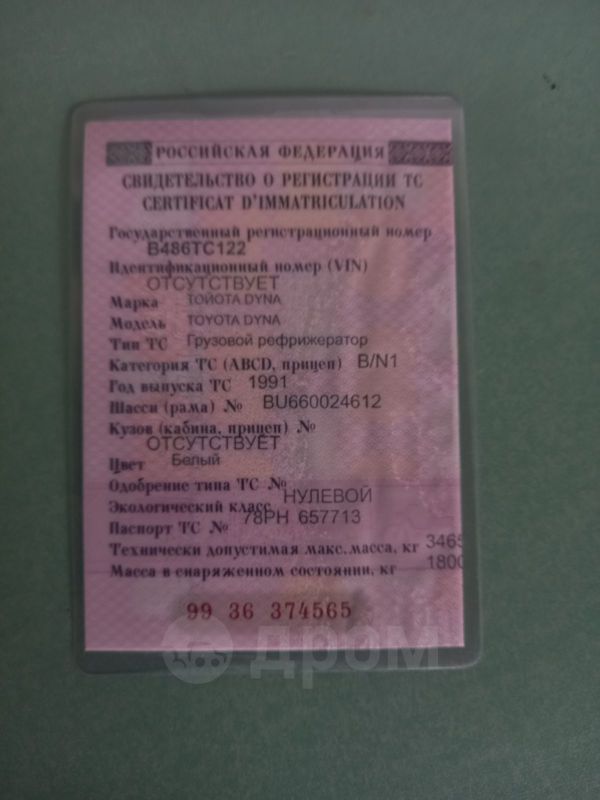 РОССИЙСКАЯ ФЕДЕРАЦИЯ
СВИДЕТЕЛЬСТВО О РЕГИСТРАЦИИ ТС
CERTIFICAT D'IMMATRICULATION
Государственный регистрационный номер
В486ТС122
Идентификационный номер (VIN)
ОТСУТСТВУЕТ
Марка ТОЙОТА DYNA
Модель TOYOTA DYNA
Тип ТС Грузовой рефрижератор
Категория ТС (ABCD, прицеп) B/N1
Год выпуска ТС 1991
Шасси (рама) № BU660024612
Кузов (кабина, прицеп) №
ОТСУТСТВУЕТ
Цвет Белый
Одобрение типа ТС №
Экологический класс НУЛЕВОЙ
Паспорт ТС № 78РН 657713
Технически допустимая макс. масса, кг 3465
Масса в снаряженном состоянии, кг 1800
99 36 374565
дром